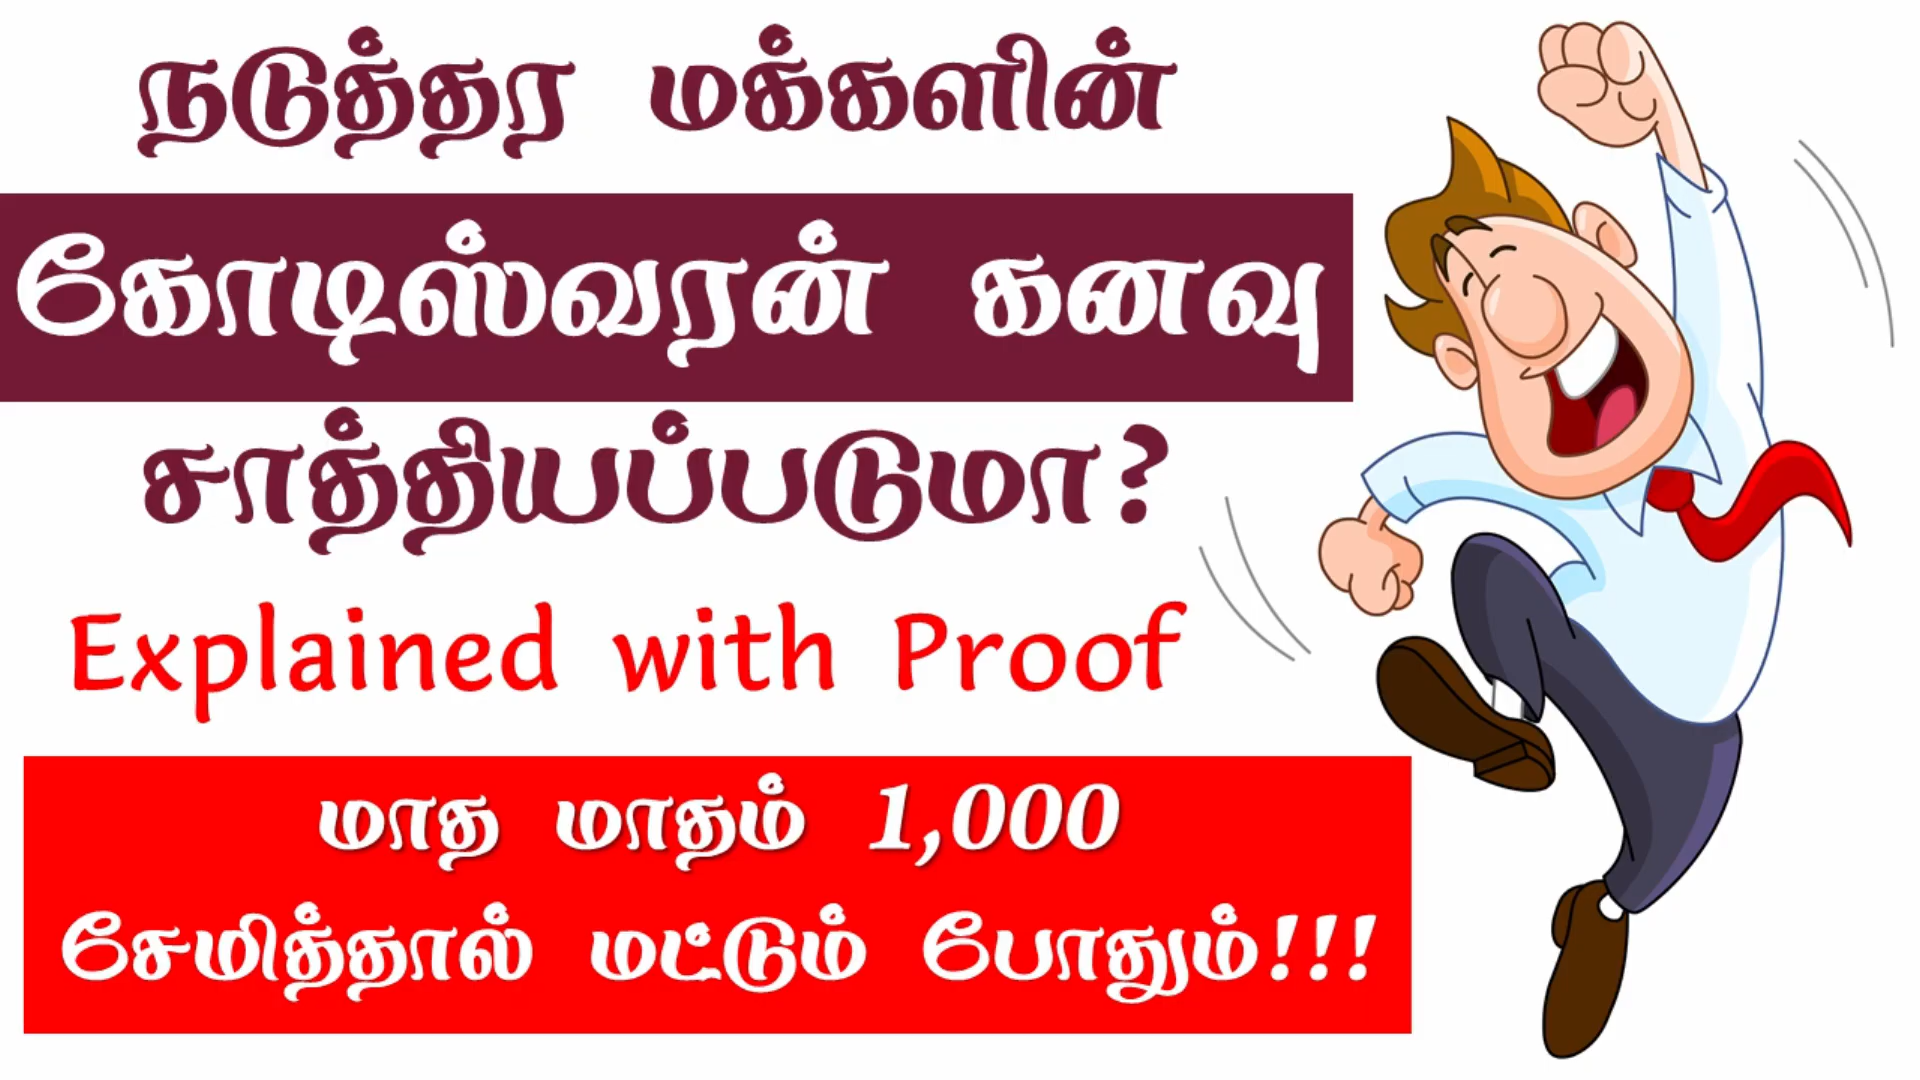 நடுத்தர மக்களின்
கோடிஸ்வரன் கனவு
சாத்தியப்படுமா?
Explained with Proof
மாத மாதம் 1,000
சேமித்தால் மட்டும் போதும்!!!